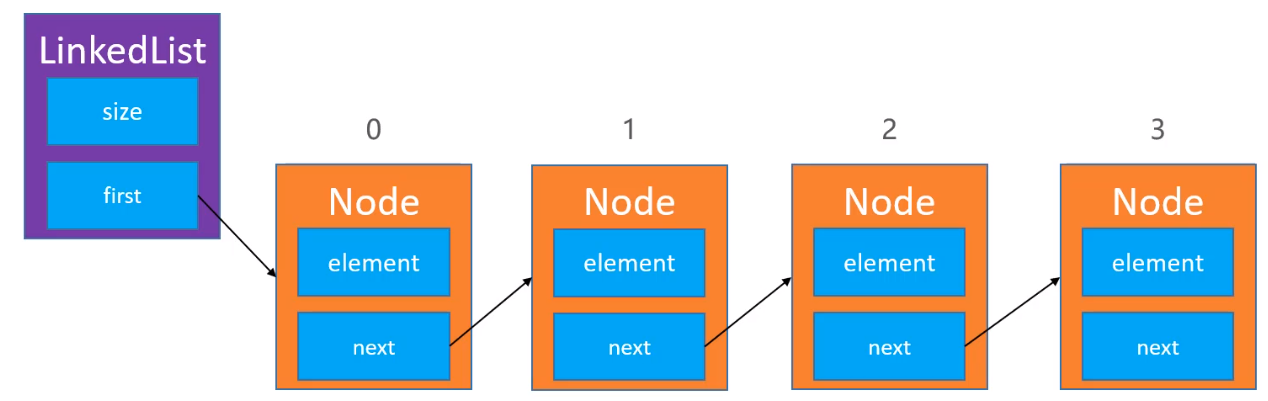 LinkedList
size
first
0
1
2
3
Node
element
next
Node
element
next
Node
element
next
Node
element
next